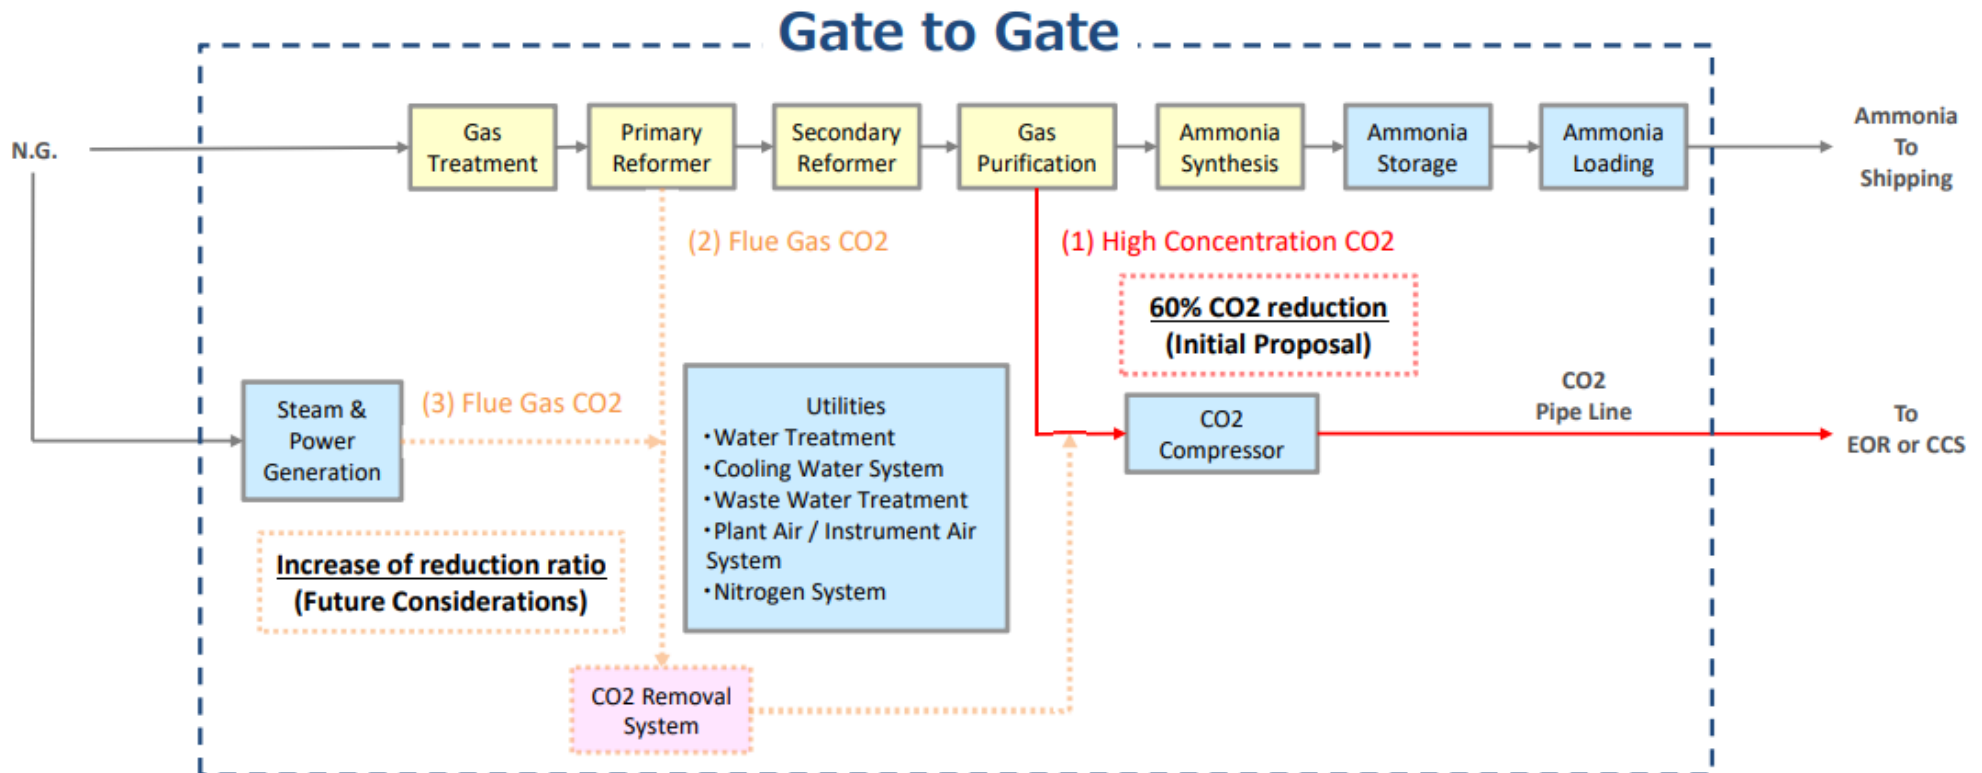 Gate to Gate
N.G.
Gas
Treatment
Primary
Reformer
Secondary
Reformer
Gas
Purification
Ammonia
Synthesis
Ammonia
Storage
Ammonia
Loading
Ammonia
To
Shipping
(2) Flue Gas CO2
(1) High Concentration CO2
60% CO2 reduction
(Initial Proposal)
Steam &
Power
Generation
(3) Flue Gas CO2
Utilities
・Water Treatment
・Cooling Water System
・Waste Water Treatment
・Plant Air / Instrument Air
System
・Nitrogen System
CO2
Compressor
CO2
Pipe Line
To
EOR or CCS
Increase of reduction ratio
(Future Considerations)
CO2 Removal
System